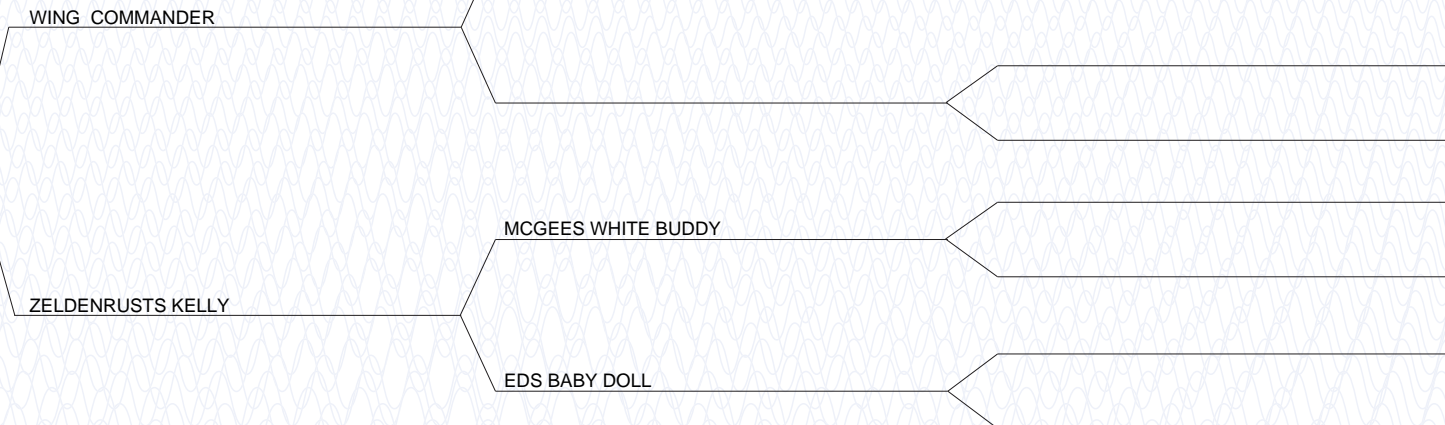 WING  COMMANDER
MCGEES WHITE BUDDY
ZELDENRUSTS KELLY
EDS BABY DOLL